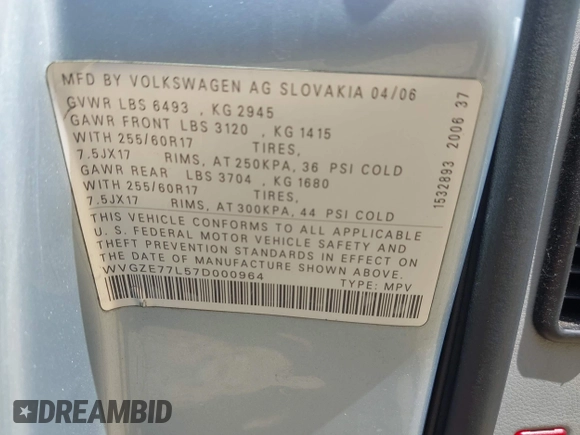 MFD BY VOLKSWAGEN AG SLOVAKIA 04/06
GVWR LBS 6493 , KG 2945
GAWR FRONT LBS 3120 , KG 1415
WITH 255/60R17 TIRES,
7.5JX17 RIMS, AT 250KPA, 36 PSI COLD
GAWR REAR LBS 3704 , KG 1680
WITH 255/60R17 TIRES,
7.5JX17 RIMS, AT 300KPA, 44 PSI COLD
THIS VEHICLE CONFORMS TO ALL APPLICABLE
U. S. FEDERAL MOTOR VEHICLE SAFETY AND
THEFT PREVENTION STANDARDS IN EFFECT ON
THE DATE OF MANUFACTURE SHOWN ABOVE.
WVGZE77L57D000964
TYPE: MPV
1532893 2006 37
DREAMBID